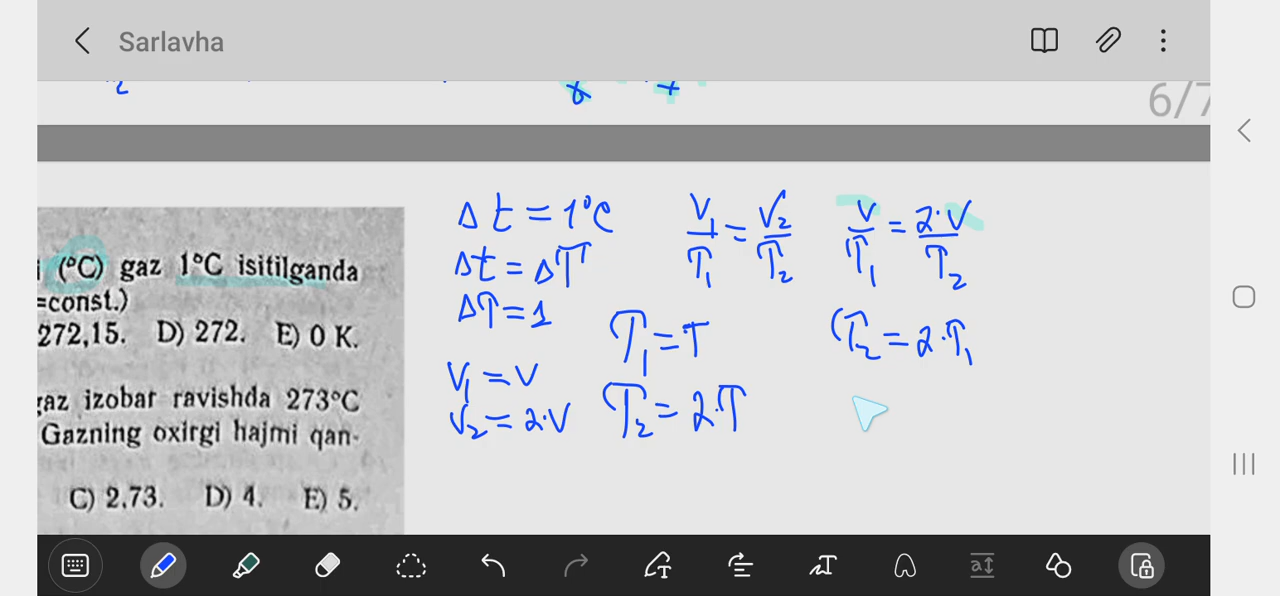 Sarlavha
6/7
(°C) gaz 1°C isitilganda
=const.)
272,15. D) 272. E) 0 K.
gaz izobar ravishda 273°C
Gazning oxirgi hajmi qan-
C) 2,73. D) 4. E) 5.
Δt = 1°C
Δt = ΔT
ΔT = 1
V₁ = V
V₂ = 2·V
V₁/T₁ = V₂/T₂
T₁ = T
T₂ = 2·T
V/T₁ = 2·V/T₂
(T₂ = 2·T₁